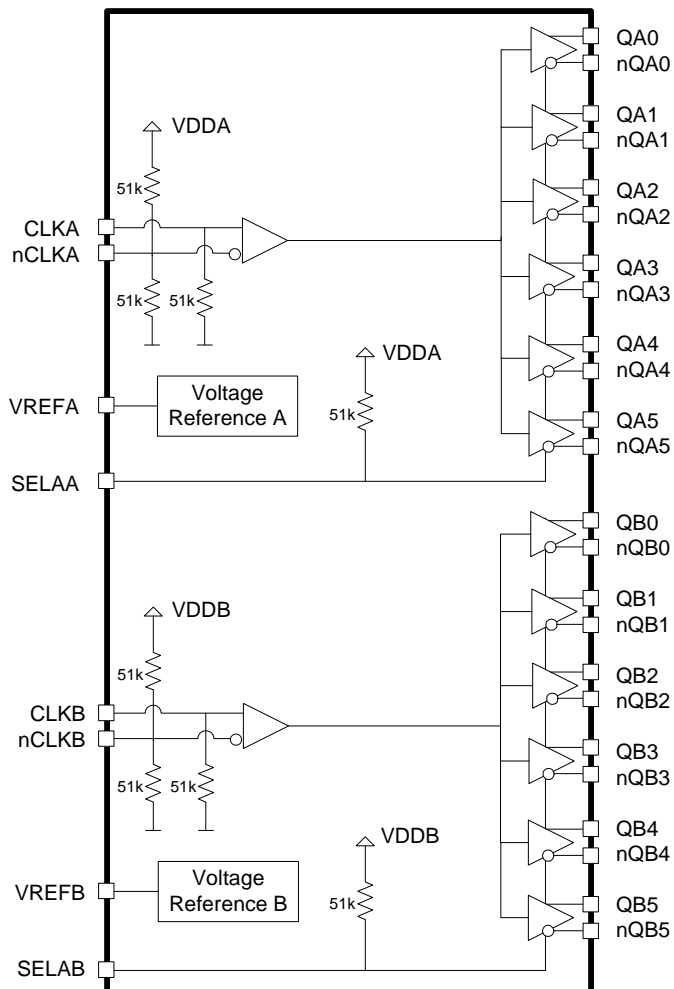 QA0
nQA0
QA1
nQA1
VDDA
51k
QA2
nQA2
CLKA
nCLKA
QA3
nQA3
51k
51k
QA4
nQA4
VDDA
VREFA
Voltage
Reference A
51k
QA5
nQA5
SELAA
QB0
nQB0
VDDB
QB1
nQB1
51k
QB2
nQB2
CLKB
nCLKB
QB3
nQB3
51k
51k
QB4
nQB4
VDDB
VREFB
Voltage
Reference B
51k
QB5
nQB5
SELAB